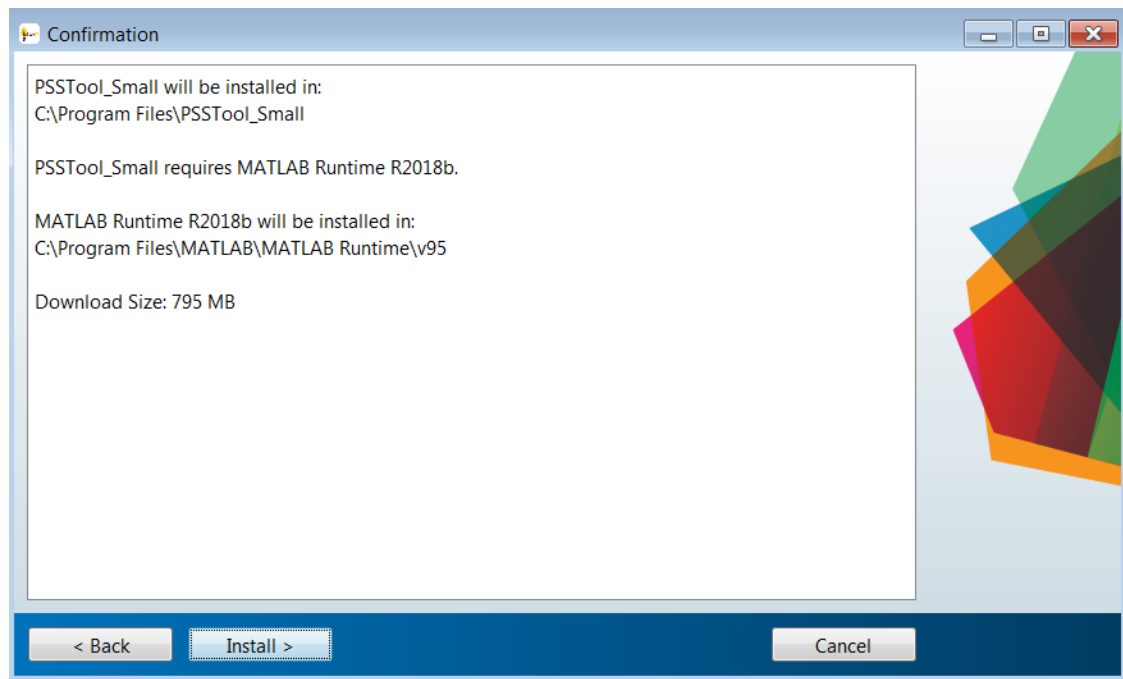 Confirmation
PSSTool_Small will be installed in:
C:\Program Files\PSSTool_Small
PSSTool_Small requires MATLAB Runtime R2018b.
MATLAB Runtime R2018b will be installed in:
C:\Program Files\MATLAB\MATLAB Runtime\v95
Download Size: 795 MB
< Back
Install >
Cancel